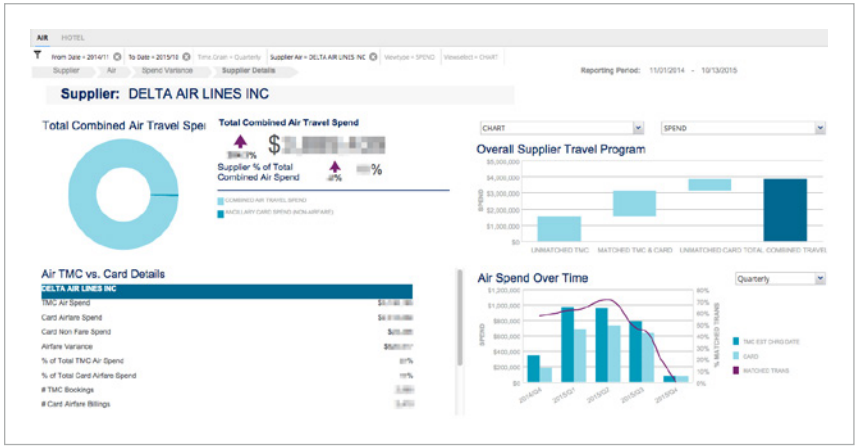 AIR HOTEL
From Date = 2014/11 To Date = 2015/10 Time Grain = Quarterly Supplier Air = DELTA AIR LINES INC Viewtype = SPEND Viewselect = CHART
Supplier Air Spend Variance Supplier Details
Reporting Period: 11/01/2014 - 10/13/2015
Supplier: DELTA AIR LINES INC
Total Combined Air Travel Spe
Total Combined Air Travel Spend
$
%
Supplier % of Total
Combined Air Spend
% %
COMBINED AIR TRAVEL SPEND
ANCILLARY CARD SPEND (NON-AIRFARE)
CHART SPEND
Overall Supplier Travel Program
SPEND
$5,000,000
$4,000,000
$3,000,000
$2,000,000
$1,000,000
$0
UNMATCHED TMC MATCHED TMC & CARD UNMATCHED CARD TOTAL COMBINED TRAVEL
Air TMC vs. Card Details
DELTA AIR LINES INC
TMC Air Spend
Card Airfare Spend
Card Non Fare Spend
Airfare Variance
% of Total TMC Air Spend
% of Total Card Airfare Spend
# TMC Bookings
# Card Airfare Billings
Air Spend Over Time
Quarterly
SPEND
$1,200,000
$1,000,000
$800,000
$600,000
$400,000
$200,000
$0
80%
70%
60%
50%
40%
30%
20%
10%
0%
% MATCHED TRANS
2014/Q4 2015/Q1 2015/Q2 2015/Q3 2015/Q4
TMC EST CHRG DATE
CARD
MATCHED TRANS